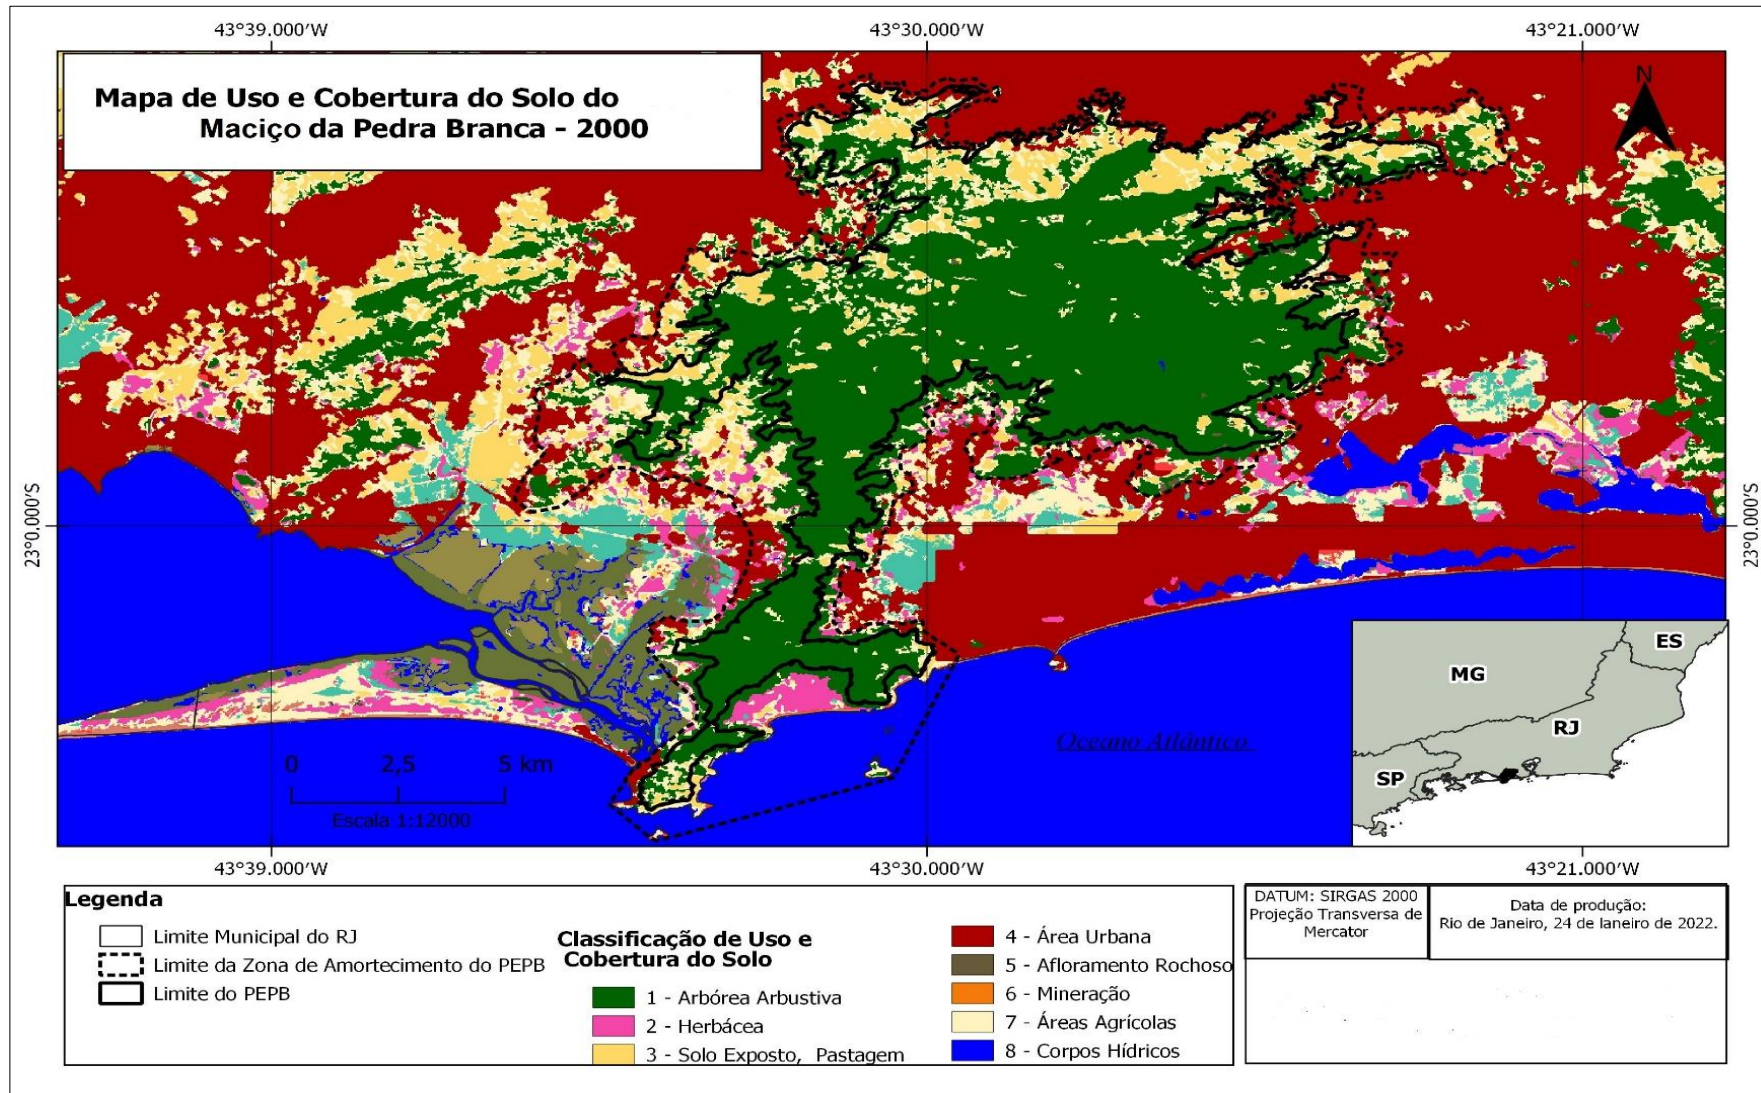 43°39.000′W 43°30.000′W 43°21.000′W
Mapa de Uso e Cobertura do Solo do
Maciço da Pedra Branca - 2000
N
23°0.000′S
23°0.000′S
Oceano Atlântico
0 2,5 5 km
Escala 1:12000
ES
MG
RJ
SP
43°39.000′W 43°30.000′W 43°21.000′W
Legenda
Limite Municipal do RJ
Limite da Zona de Amortecimento do PEPB
Limite do PEPB
Classificação de Uso e
Cobertura do Solo
1 - Arbórea Arbustiva
2 - Herbácea
3 - Solo Exposto, Pastagem
4 - Área Urbana
5 - Afloramento Rochoso
6 - Mineração
7 - Áreas Agrícolas
8 - Corpos Hídricos
DATUM: SIRGAS 2000
Projeção Transversa de
Mercator
Data de produção:
Rio de Janeiro, 24 de Ianeiro de 2022.